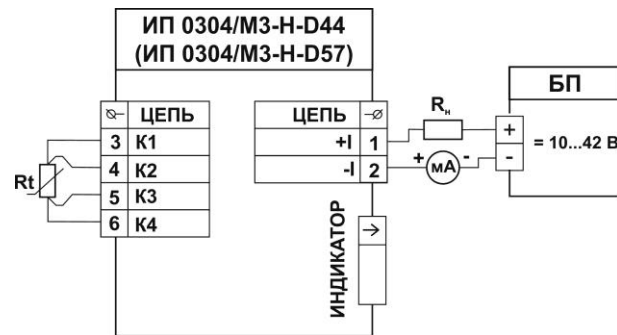 ИП 0304/М3-Н-D44
(ИП 0304/М3-Н-D57)
ЦЕПЬ
3 К1
4 К2
5 К3
6 К4
Rt
ЦЕПЬ
+I 1
-I 2
Rн
+ мА -
БП
+
-
= 10...42 В
ИНДИКАТОР